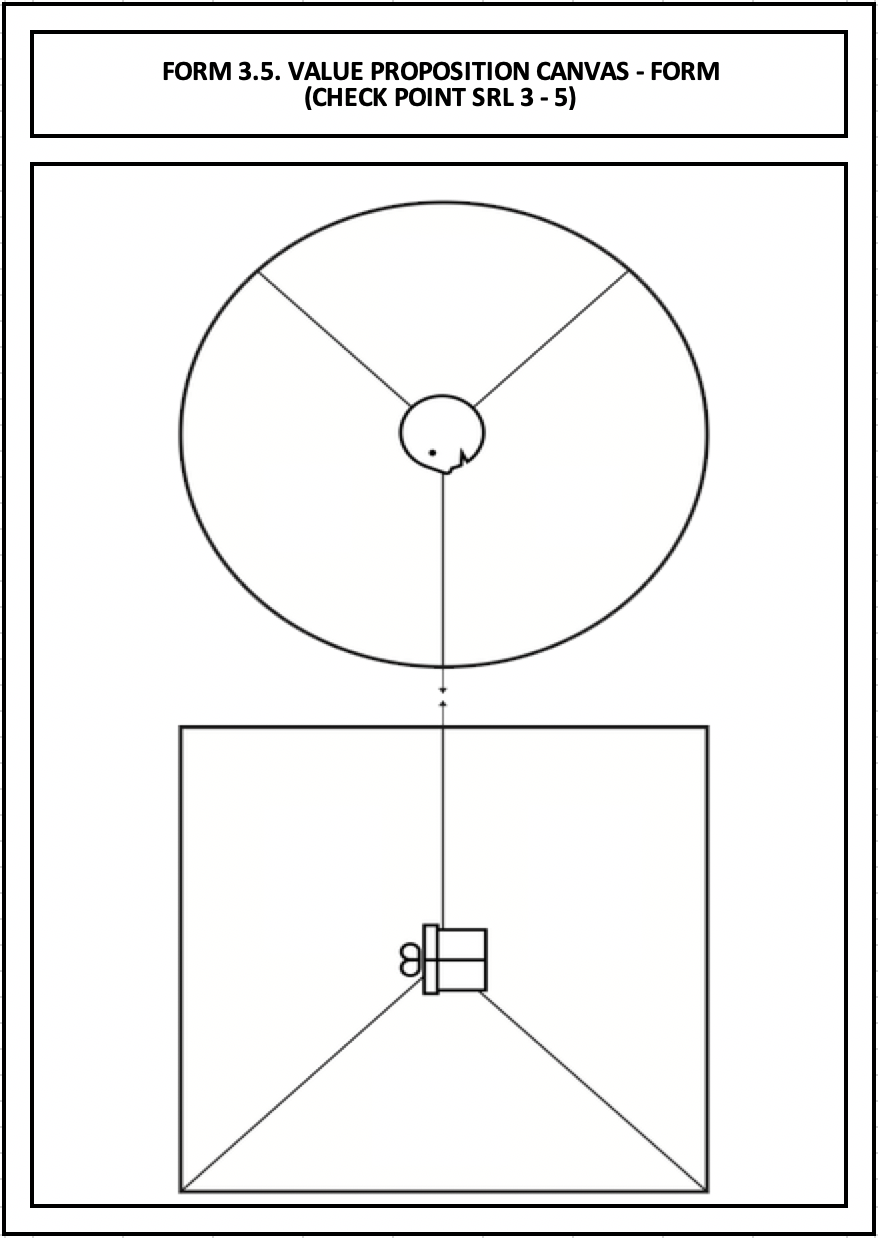 FORM 3.5. VALUE PROPOSITION CANVAS - FORM
(CHECK POINT SRL 3 - 5)